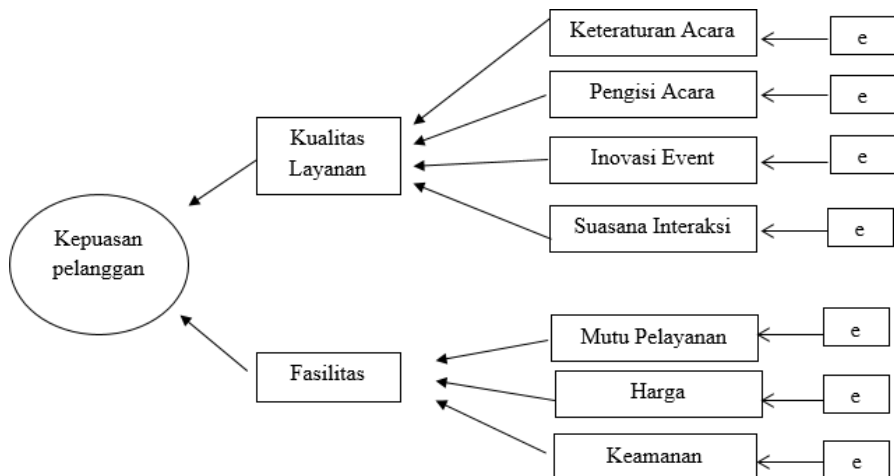 Keteraturan Acara
e
Pengisi Acara
e
Kualitas
Layanan
Inovasi Event
e
Suasana Interaksi
e
Kepuasan
pelanggan
Mutu Pelayanan
e
Fasilitas
Harga
e
Keamanan
e